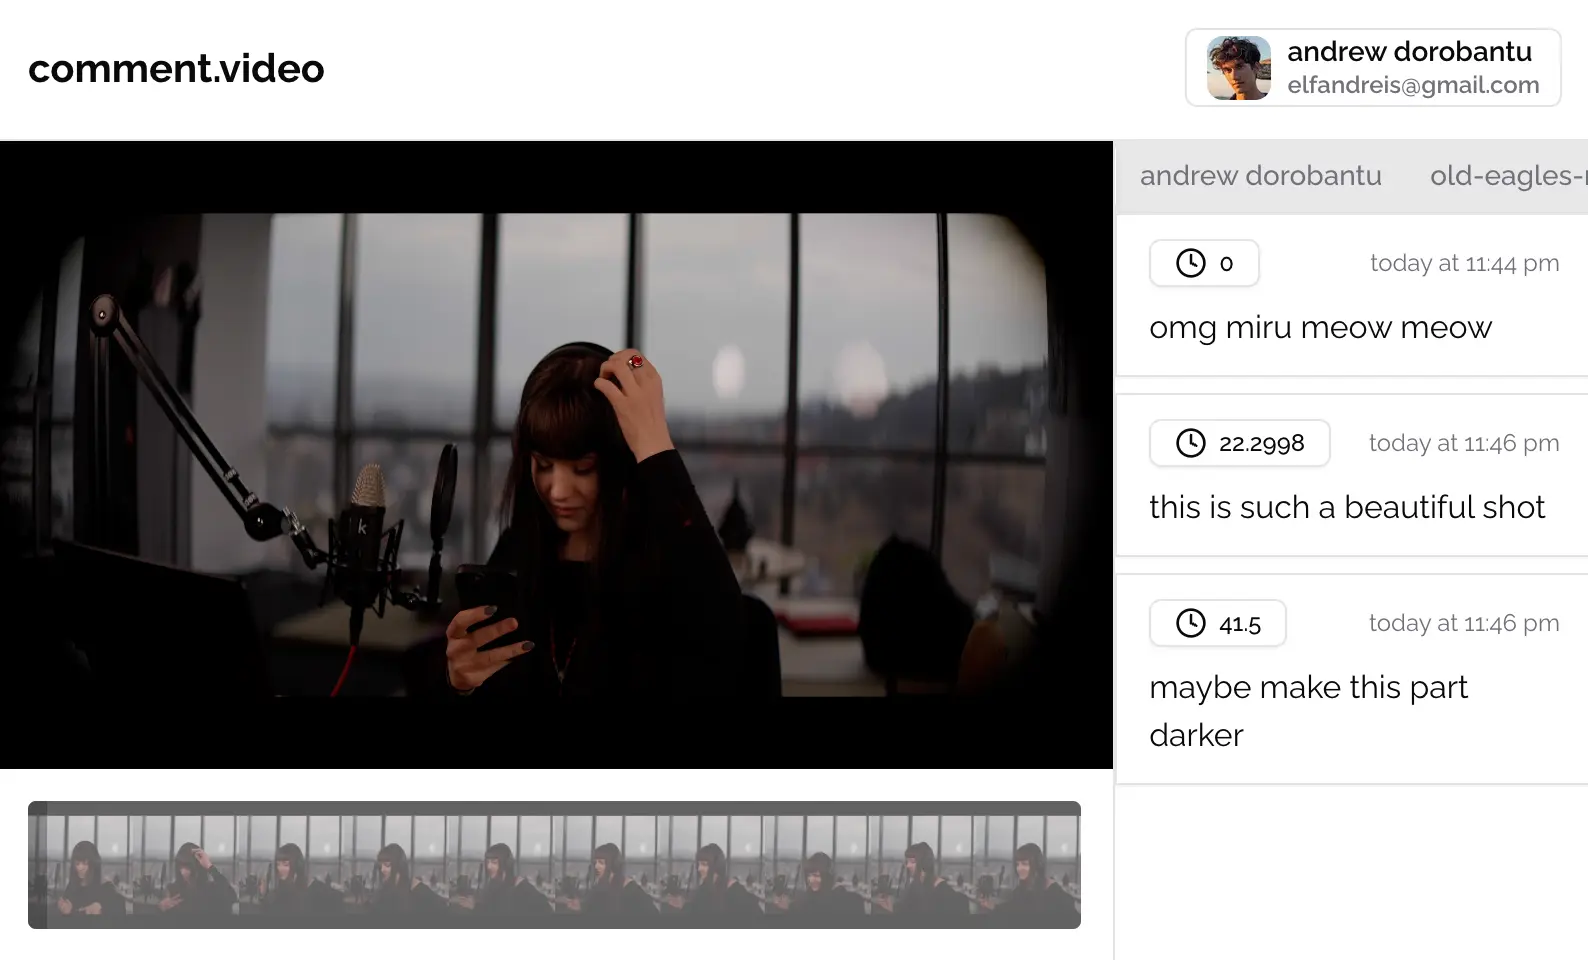 comment.video
andrew dorobantu
elfandreis@gmail.com
andrew dorobantu old-eagles-
0 today at 11:44 pm
omg miru meow meow
22.2998 today at 11:46 pm
this is such a beautiful shot
41.5 today at 11:46 pm
maybe make this part
darker
k